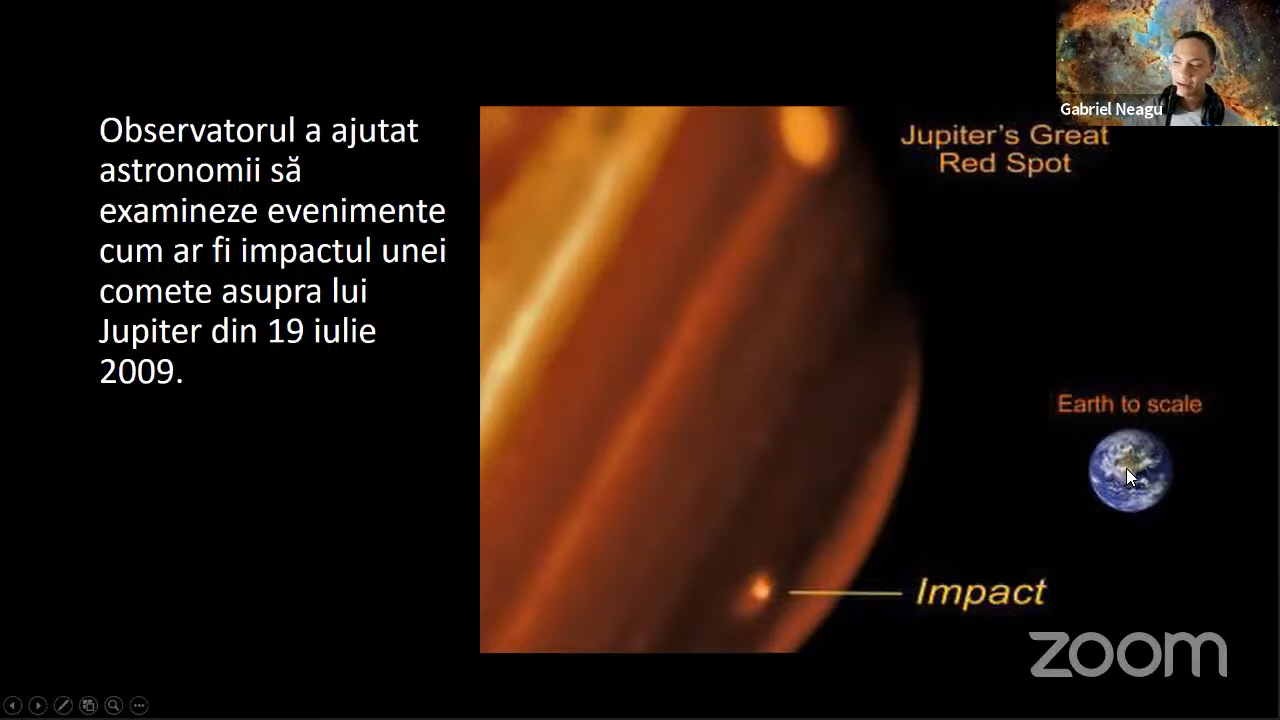 Observatorul a ajutat
astronomii să
examineze evenimente
cum ar fi impactul unei
comete asupra lui
Jupiter din 19 iulie
2009.
Gabriel Neagu
Jupiter's Great
Red Spot
Earth to scale
Impact
zoom